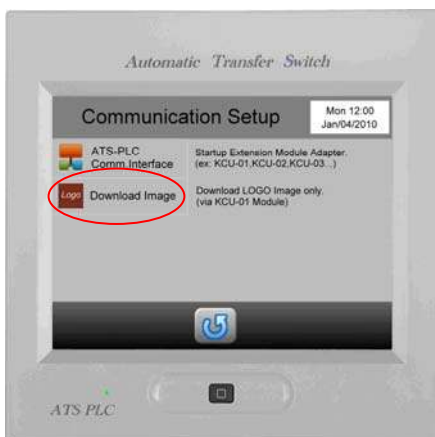 Automatic Transfer Switch
Communication Setup
Mon 12:00
Jan/04/2010
ATS-PLC
Comm.Interface
Startup Extension Module Adapter.
(ex: KCU-01,KCU-02,KCU-03...)
Logo
Download Image
Download LOGO Image only.
(via KCU-01 Module)
ATS PLC